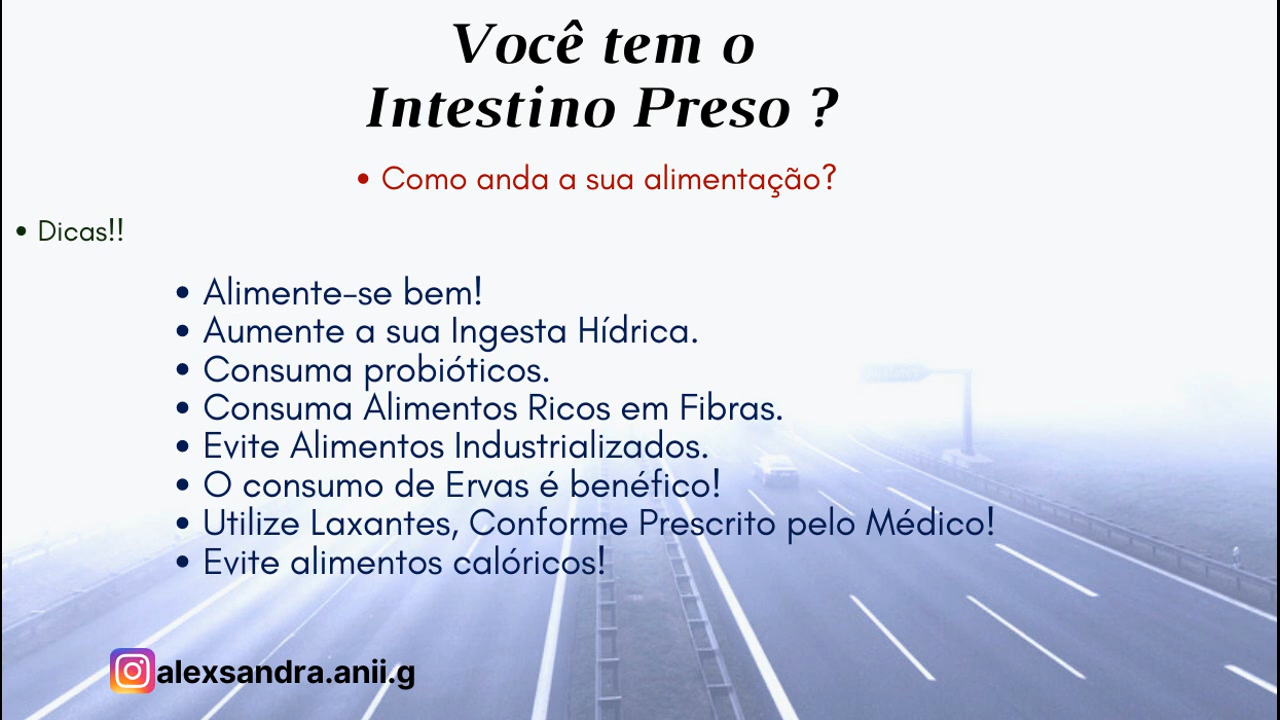 Você tem o
Intestino Preso ?
• Como anda a sua alimentação?
• Dicas!!
• Alimente-se bem!
• Aumente a sua Ingesta Hídrica.
• Consuma probióticos.
• Consuma Alimentos Ricos em Fibras.
• Evite Alimentos Industrializados.
• O consumo de Ervas é benéfico!
• Utilize Laxantes, Conforme Prescrito pelo Médico!
• Evite alimentos calóricos!
alexsandra.anii.g